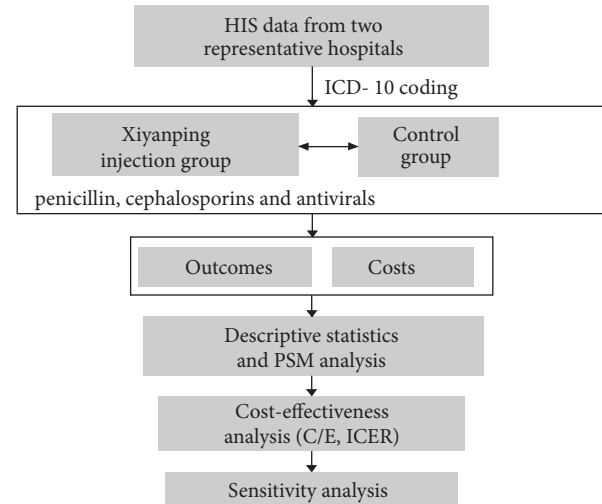 HIS data from two
representative hospitals
ICD- 10 coding
Xiyanping
injection group
Control
group
penicillin, cephalosporins and antivirals
Outcomes
Costs
Descriptive statistics
and PSM analysis
Cost-effectiveness
analysis (C/E, ICER)
Sensitivity analysis